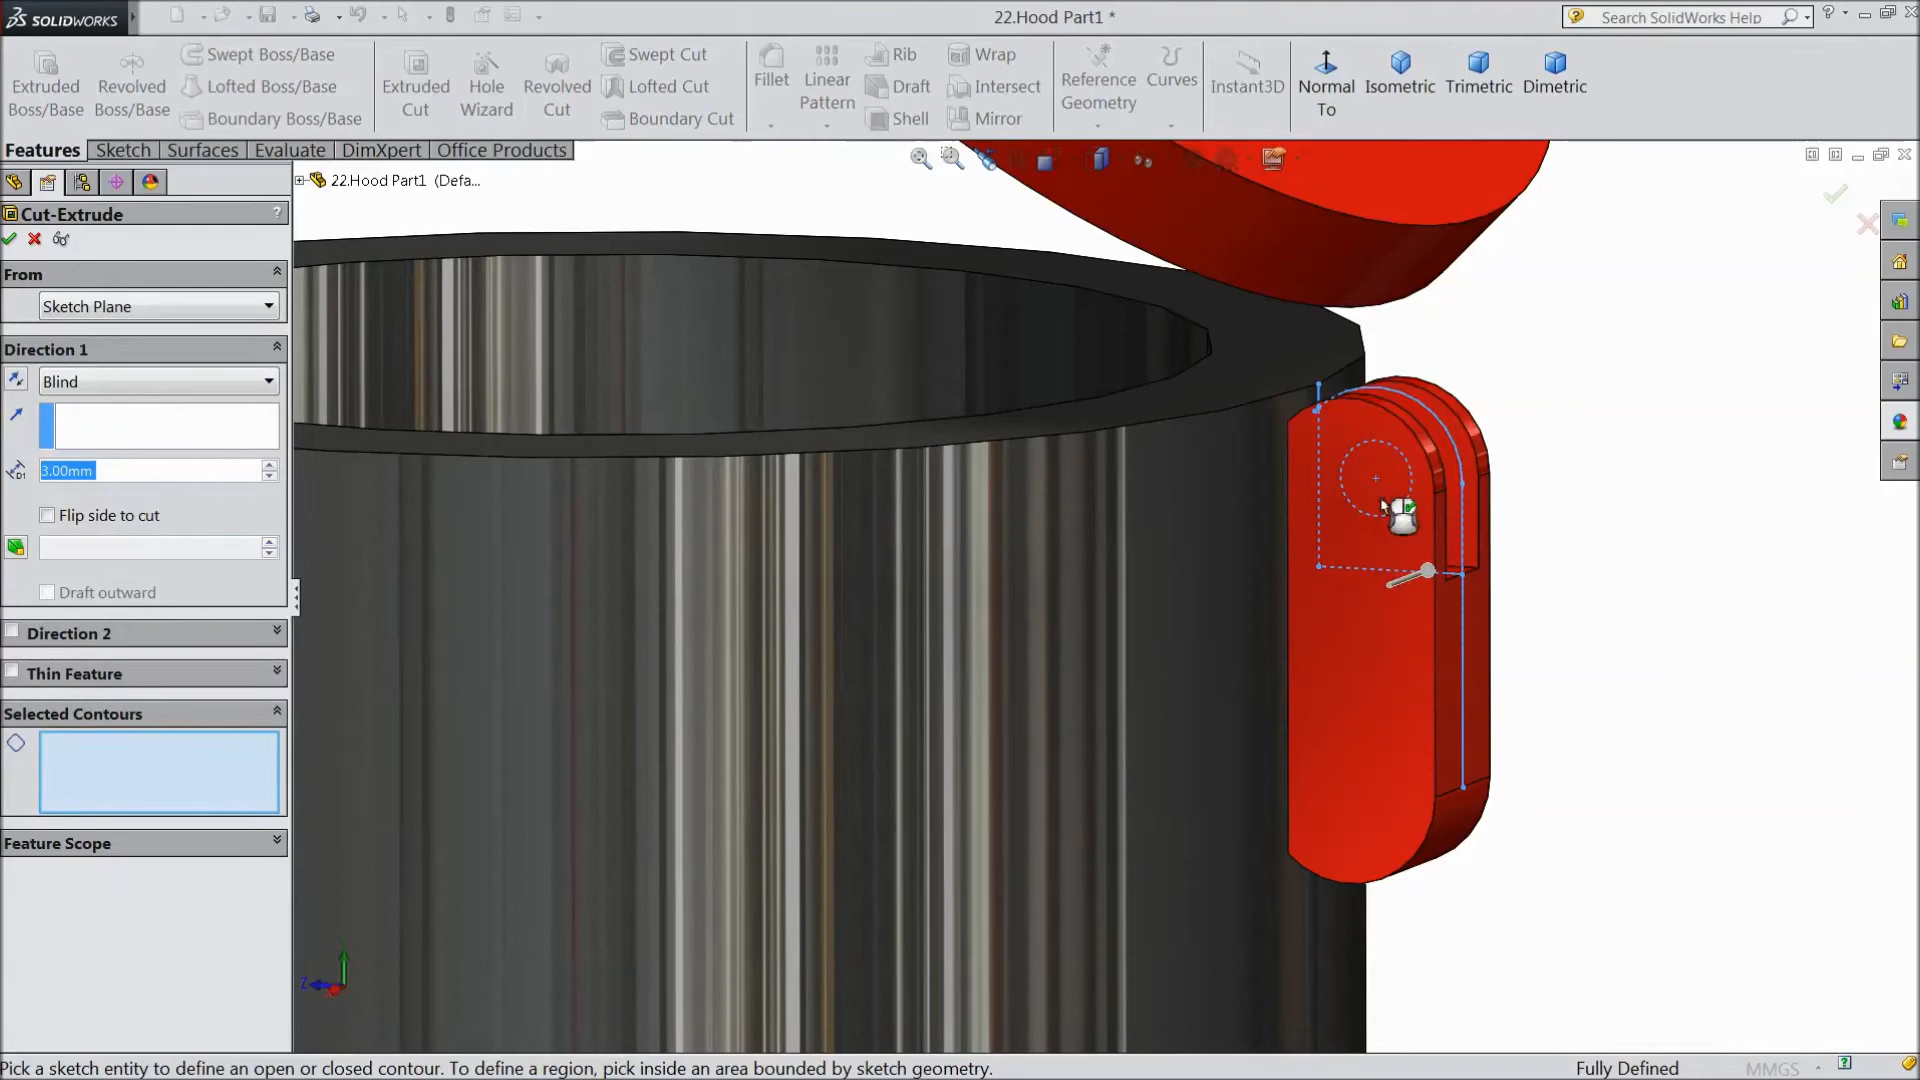 SOLIDWORKS
22.Hood Part1 *
Search SolidWorks Help
Extruded Boss/Base
Revolved Boss/Base
Swept Boss/Base
Lofted Boss/Base
Boundary Boss/Base
Extruded Cut
Hole Wizard
Revolved Cut
Swept Cut
Lofted Cut
Boundary Cut
Fillet
Linear Pattern
Rib
Draft
Shell
Wrap
Intersect
Mirror
Reference Geometry
Curves
Instant3D
Normal To
Isometric
Trimetric
Dimetric
Features
Sketch
Surfaces
Evaluate
DimXpert
Office Products
22.Hood Part1 (Defa...
Cut-Extrude
?
From
Sketch Plane
Direction 1
Blind
D1
3.00mm
Flip side to cut
Draft outward
Direction 2
Thin Feature
Selected Contours
Feature Scope
Z
Pick a sketch entity to define an open or closed contour. To define a region, pick inside an area bounded by sketch geometry.
Fully Defined
MMGS